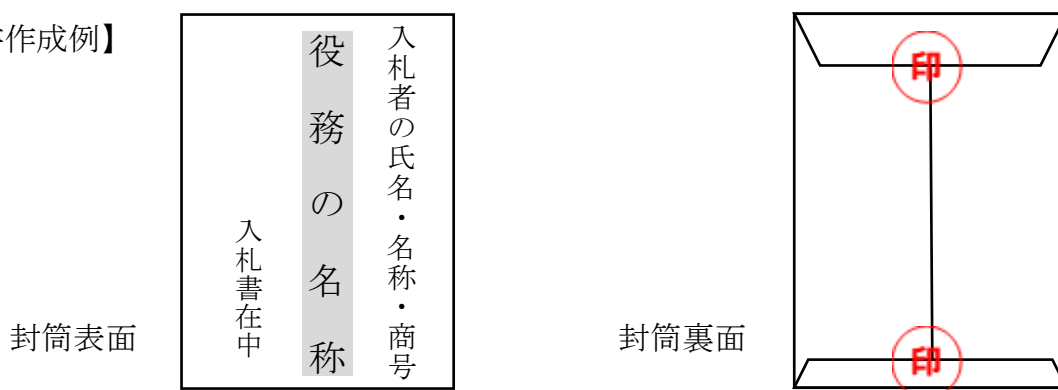 作成例】
入札者の氏名・名称・商号
役務の名称
入札書在中
封筒表面
印
封筒裏面
印